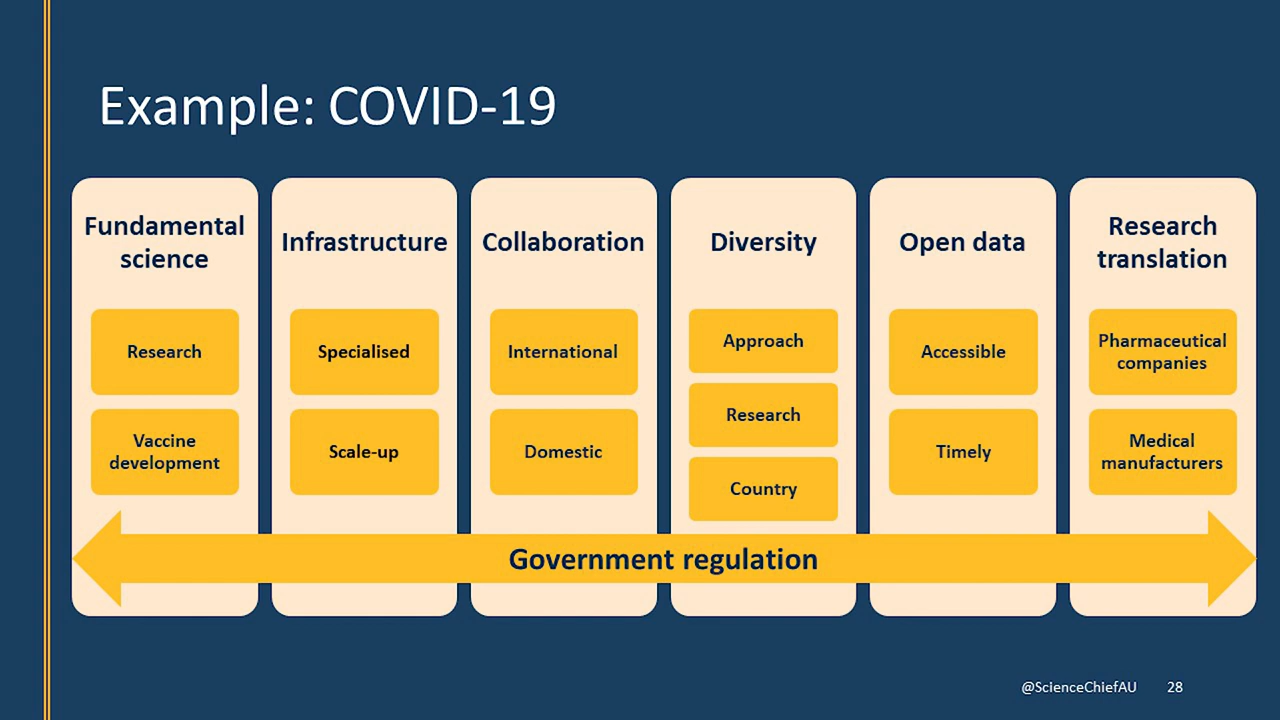 Example: COVID-19
Fundamental
science
Research
Vaccine
development
Infrastructure
Specialised
Scale-up
Collaboration
International
Domestic
Diversity
Approach
Research
Country
Open data
Accessible
Timely
Research
translation
Pharmaceutical
companies
Medical
manufacturers
Government regulation
@ScienceChiefAU 28